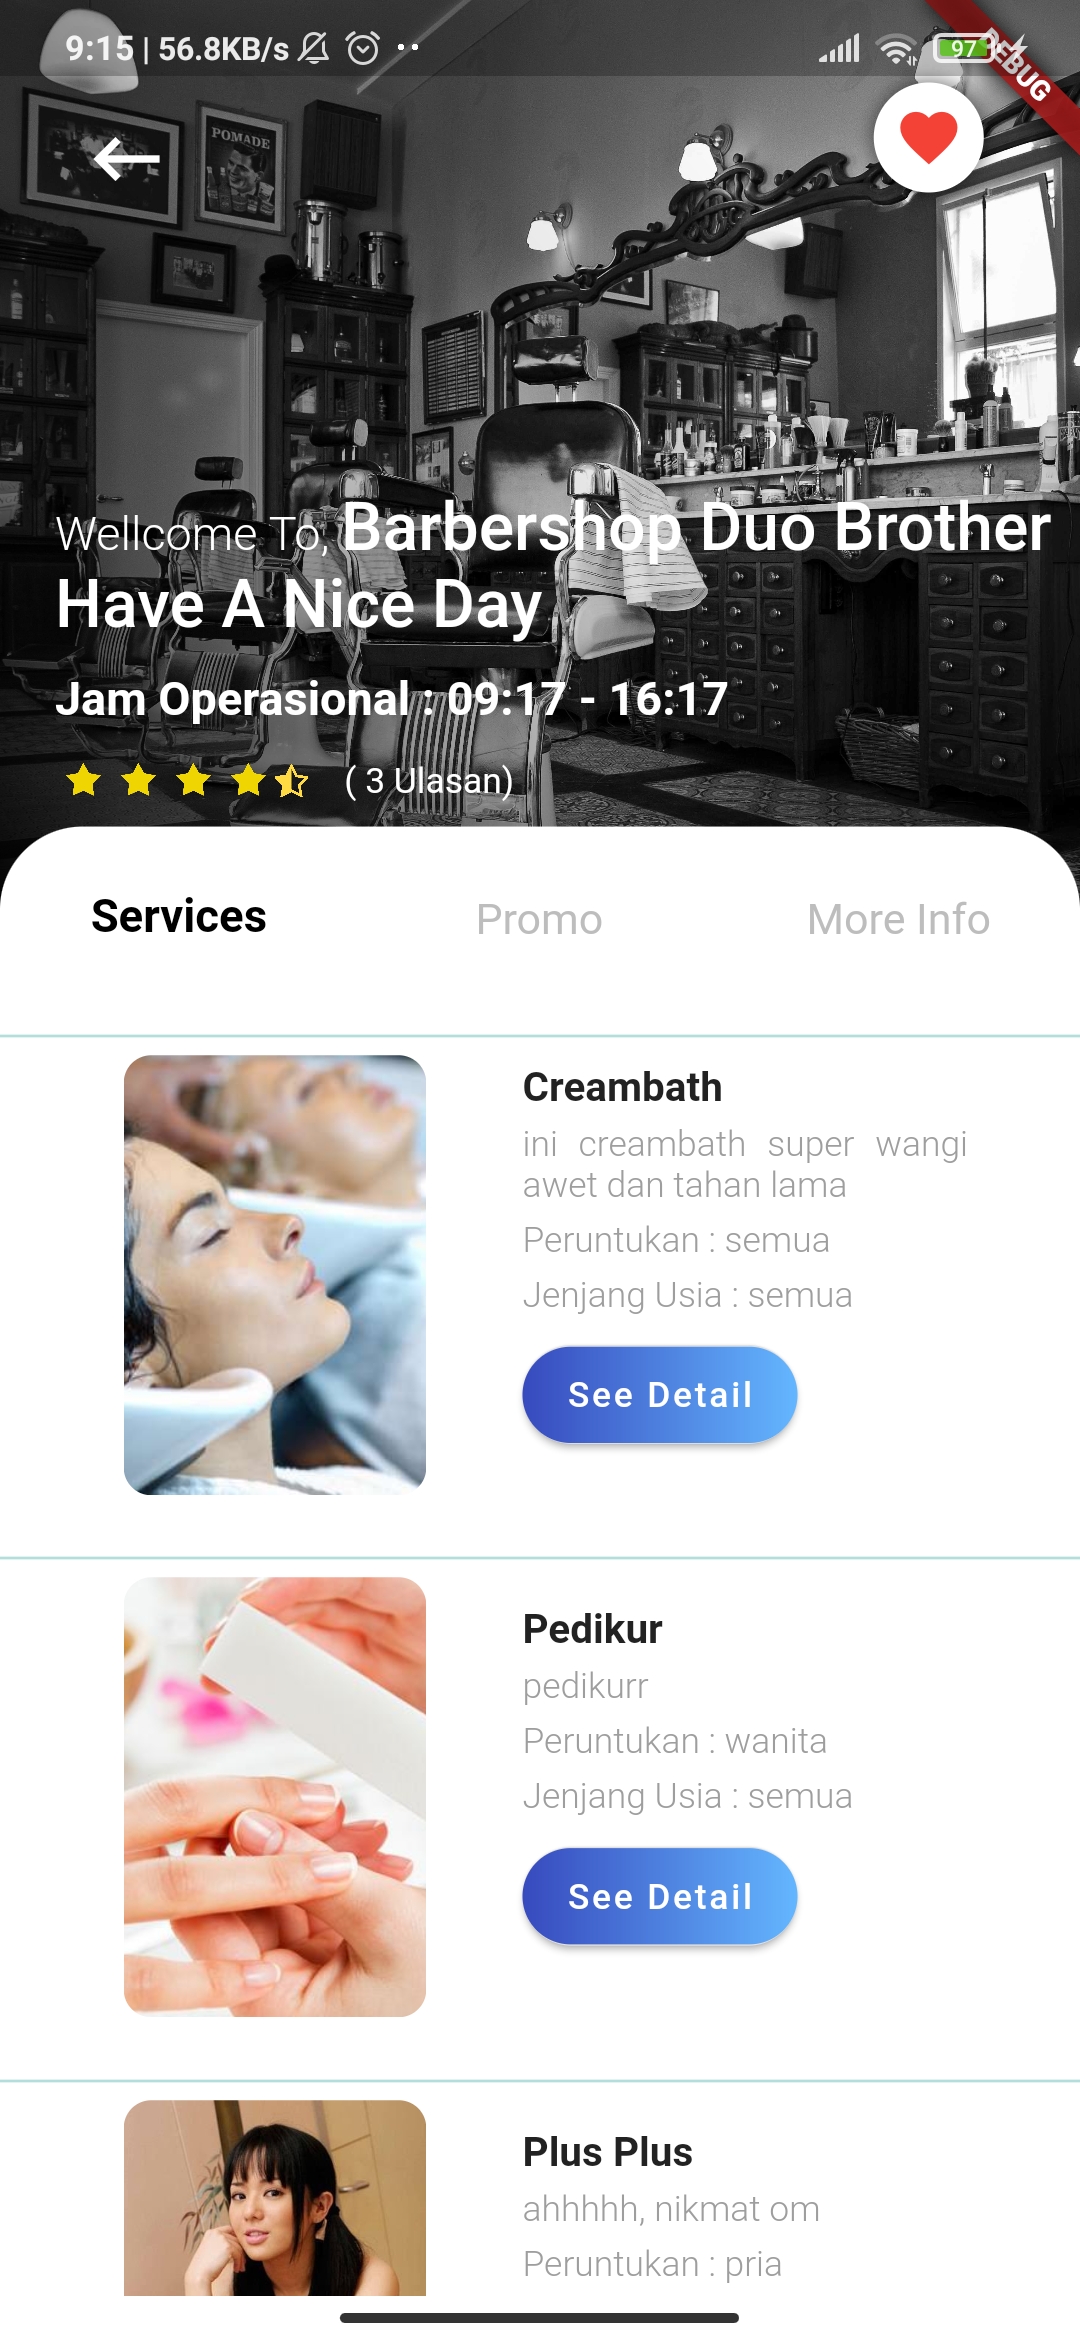 9:15 | 56.8KB/s
97
DEBUG
POMADE
Wellcome To, Barbershop Duo Brother
Have A Nice Day
Jam Operasional : 09:17 - 16:17
( 3 Ulasan)
Services
Promo
More Info
Creambath
ini creambath super wangi
awet dan tahan lama
Peruntukan : semua
Jenjang Usia : semua
See Detail
Pedikur
pedikurr
Peruntukan : wanita
Jenjang Usia : semua
See Detail
Plus Plus
ahhhhh, nikmat om
Peruntukan : pria